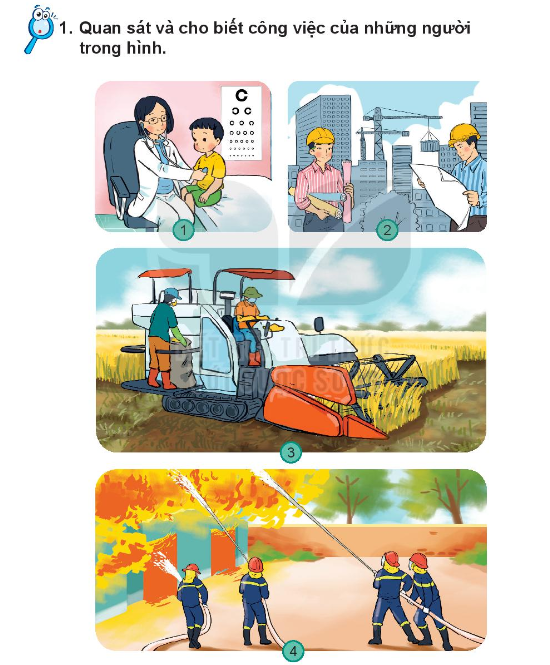 1. Quan sát và cho biết công việc của những người
trong hình.
C
1
2
3
4